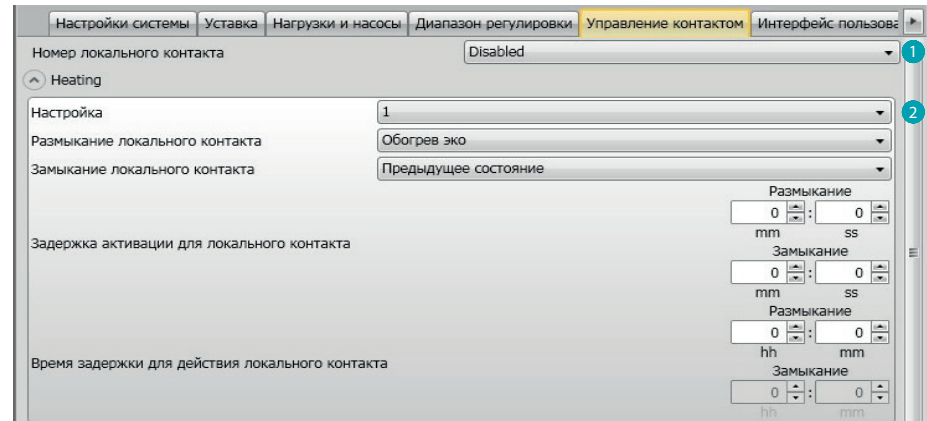 Настройки системы Уставка Нагрузки и насосы Диапазон регулировки Управление контактом Интерфейс пользова
Номер локального контакта Disabled 1
Heating
Настройка 1 2
Размыкание локального контакта Обогрев эко
Замыкание локального контакта Предыдущее состояние
Размыкание
0 : 0
mm ss
Задержка активации для локального контакта
Замыкание
0 : 0
mm ss
Размыкание
0 : 0
hh mm
Время задержки для действия локального контакта
Замыкание
0 : 0
hh mm